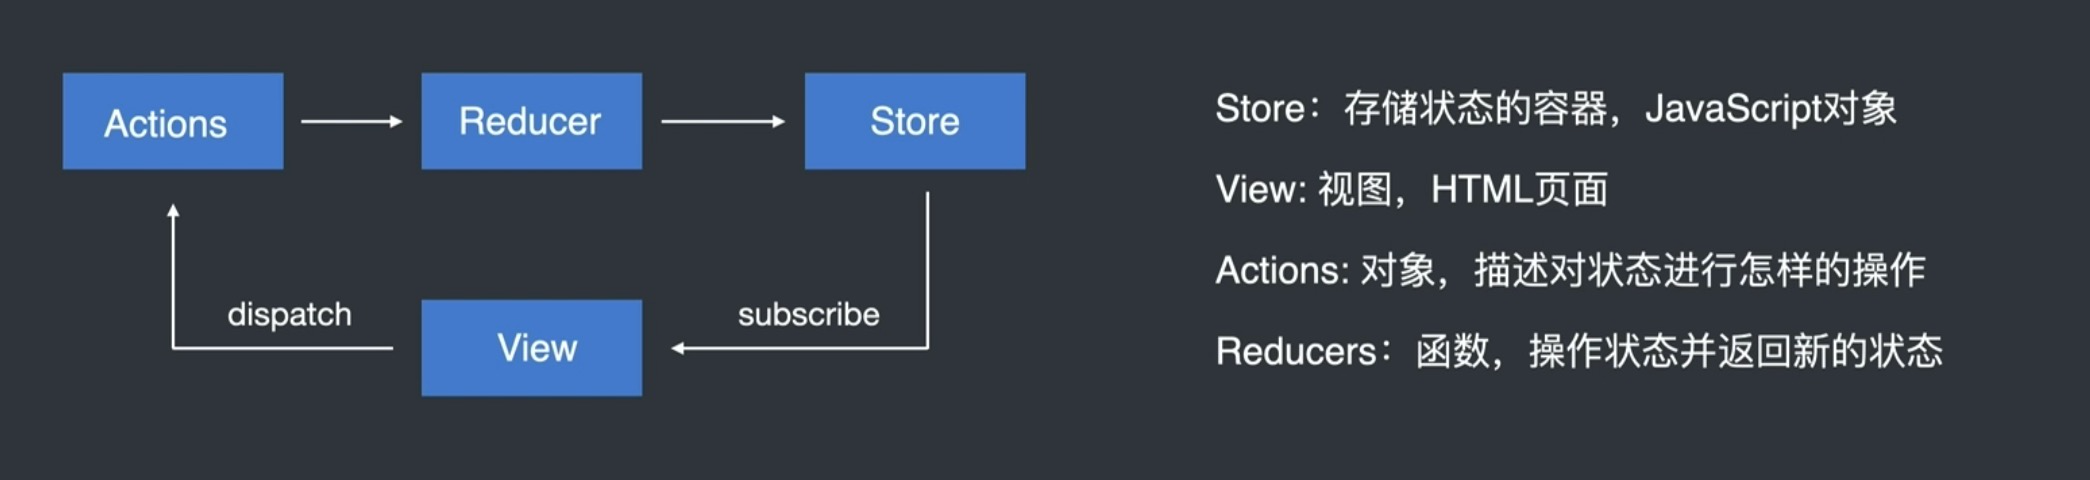 Actions
Reducer
Store
dispatch
View
subscribe
Store：存储状态的容器，JavaScript对象
View: 视图，HTML页面
Actions: 对象，描述对状态进行怎样的操作
Reducers：函数，操作状态并返回新的状态